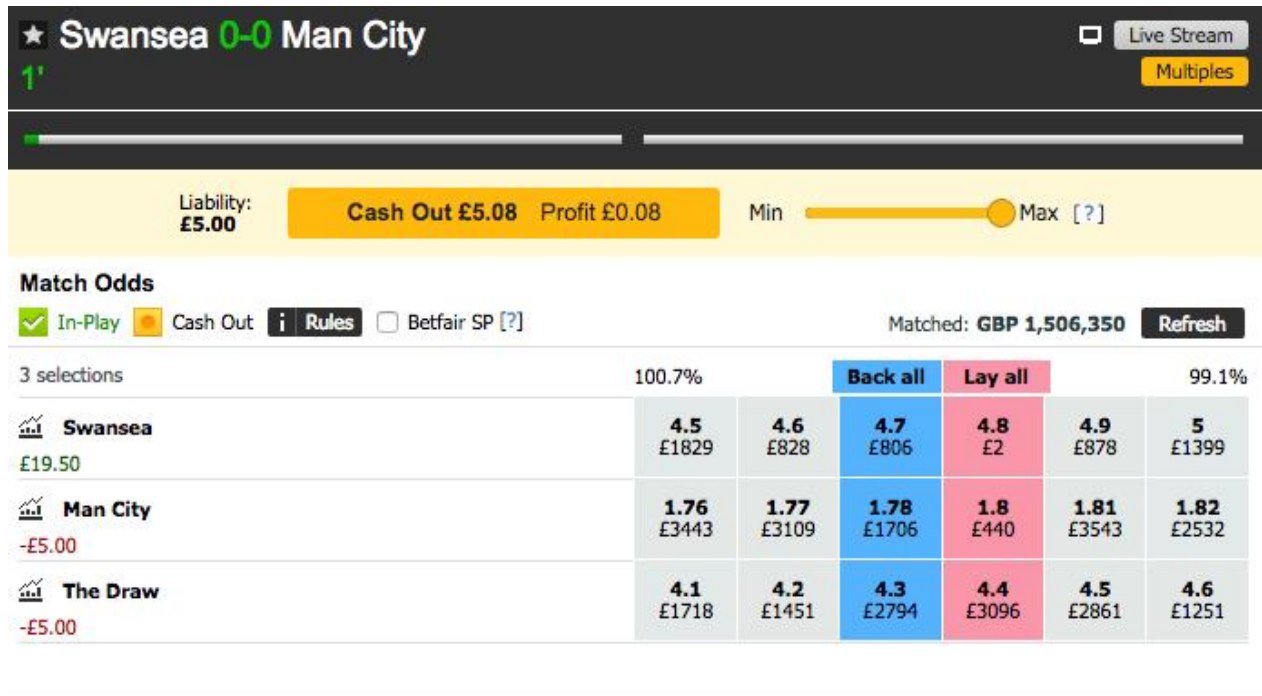 Swansea 0-0 Man City
Live Stream
1'
Multiples
Liability:
£5.00
Cash Out £5.08 Profit £0.08
Min
Max [?]
Match Odds
In-Play Cash Out i Rules Betfair SP [?]
Matched: GBP 1,506,350 Refresh
3 selections 100.7% Back all Lay all 99.1%
Swansea 4.5 4.6 4.7 4.8 4.9 5
£1829 £828 £806 £2 £878 £1399
£19.50
Man City 1.76 1.77 1.78 1.8 1.81 1.82
£3443 £3109 £1706 £440 £3543 £2532
-£5.00
The Draw 4.1 4.2 4.3 4.4 4.5 4.6
£1718 £1451 £2794 £3096 £2861 £1251
-£5.00